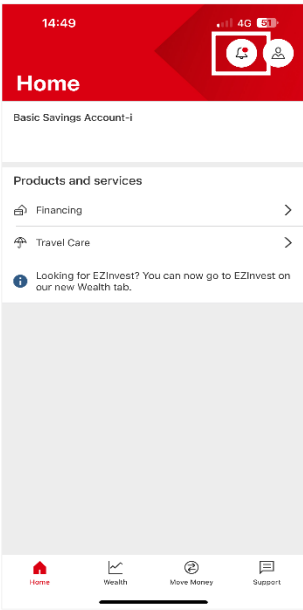 14:49
4G 51
Home
Basic Savings Account-i
Products and services
Financing
Travel Care
Looking for EZInvest? You can now go to EZInvest on
our new Wealth tab.
Home Wealth Move Money Support